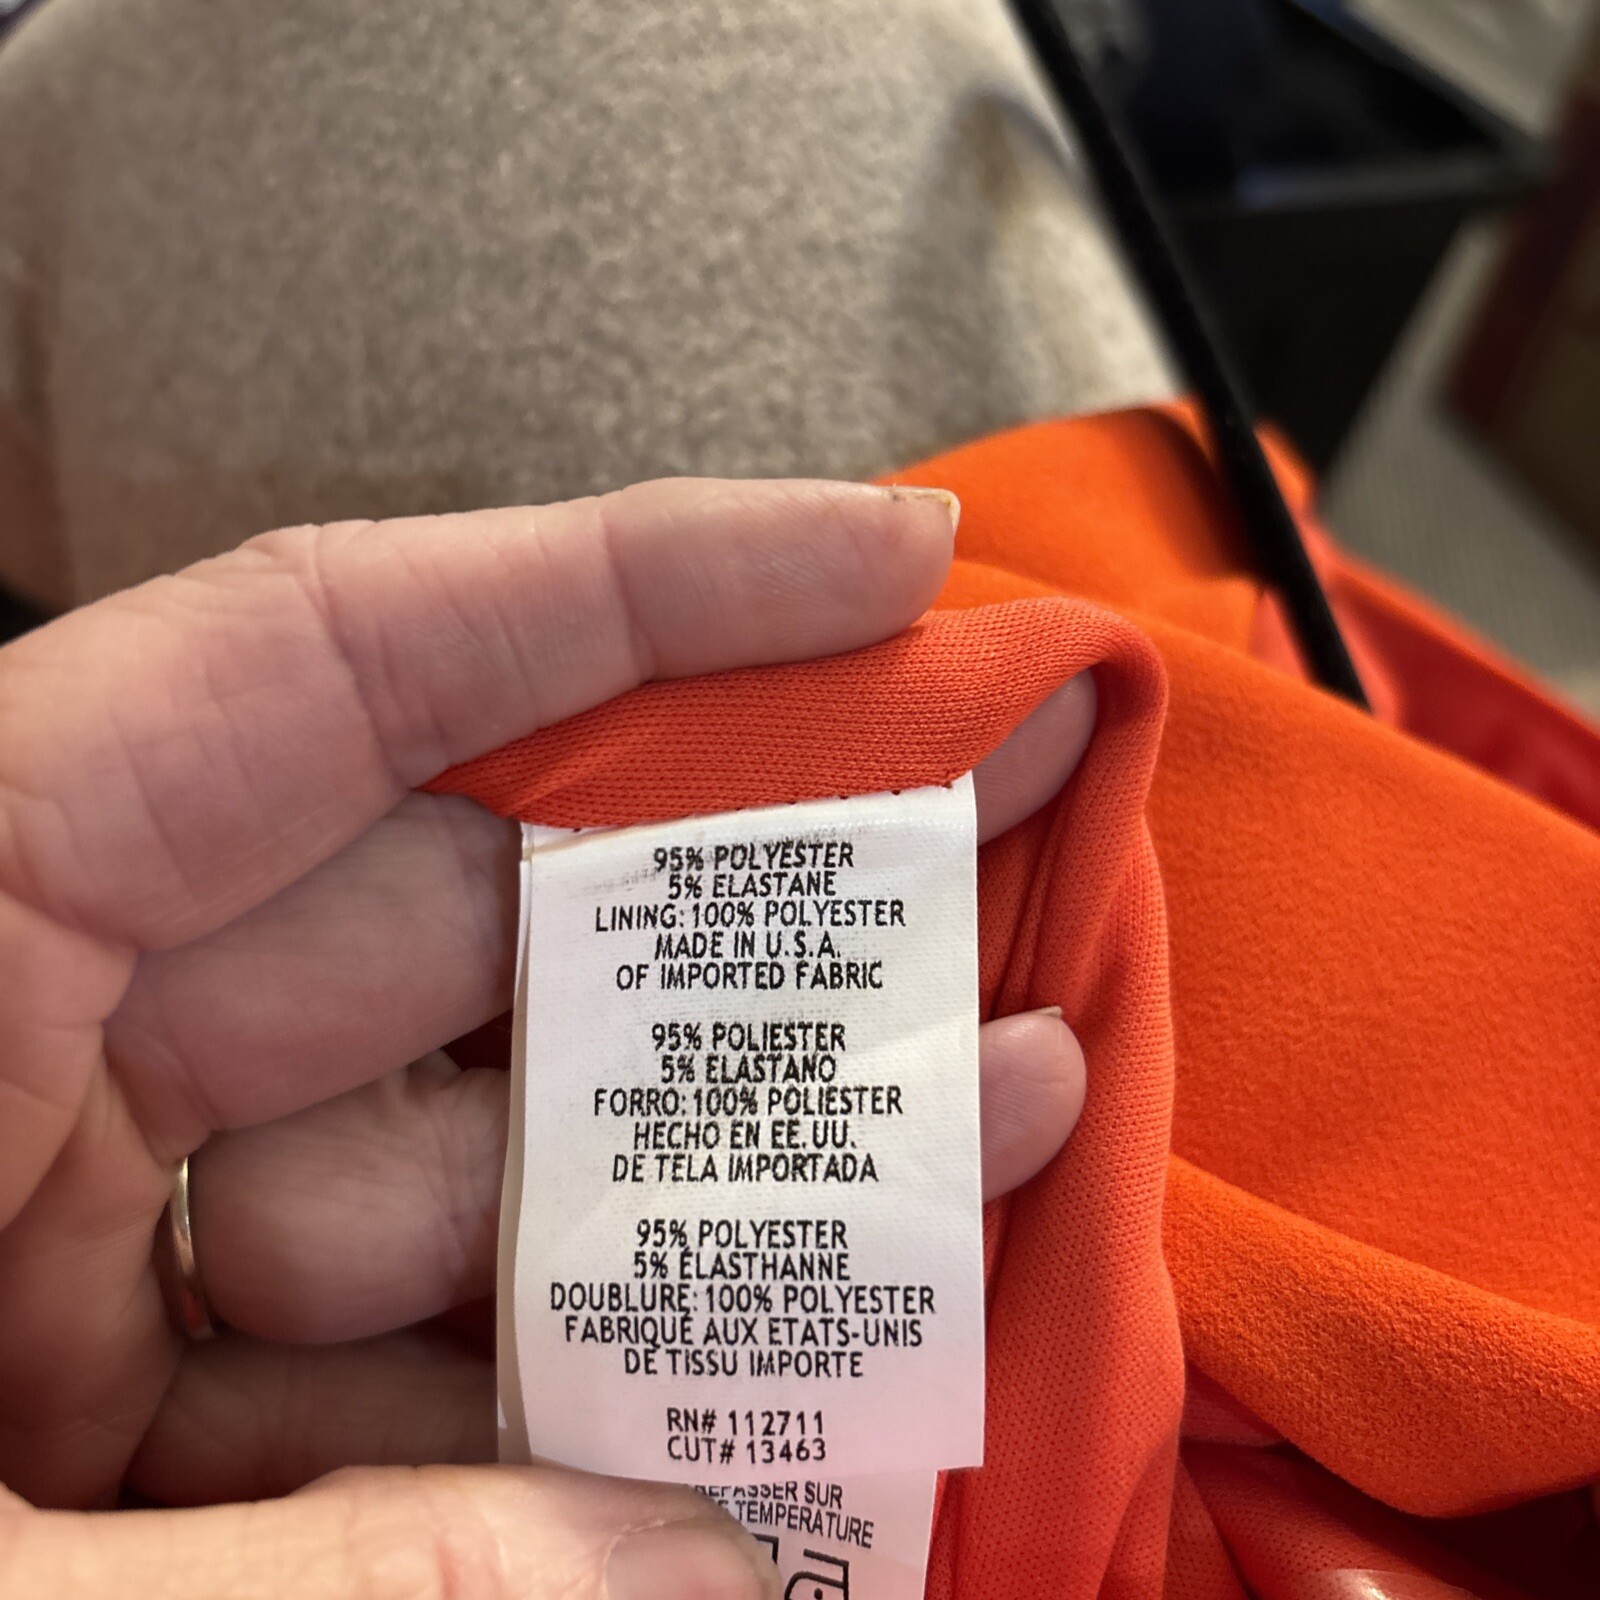 95% POLYESTER
5% ELASTANE
LINING: 100% POLYESTER
MADE IN U.S.A.
OF IMPORTED FABRIC
95% POLIESTER
5% ELASTANO
FORRO: 100% POLIESTER
HECHO EN EE.UU.
DE TELA IMPORTADA
95% POLYESTER
5% ÉLASTHANNE
DOUBLURE: 100% POLYESTER
FABRIQUÉ AUX ETATS-UNIS
DE TISSU IMPORTE
RN# 112711
CUT# 13463
REPASSER SUR
TEMPERATURE